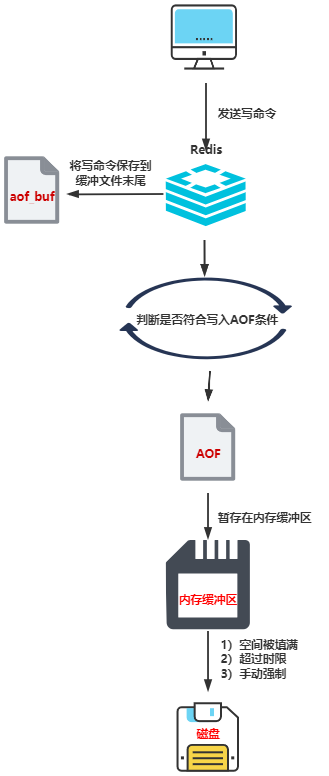 发送写命令
Redis
将写命令保存到
缓冲文件末尾
aof_buf
判断是否符合写入AOF条件
AOF
暂存在内存缓冲区
内存缓冲区
1）空间被填满
2）超过时限
3）手动强制
磁盘